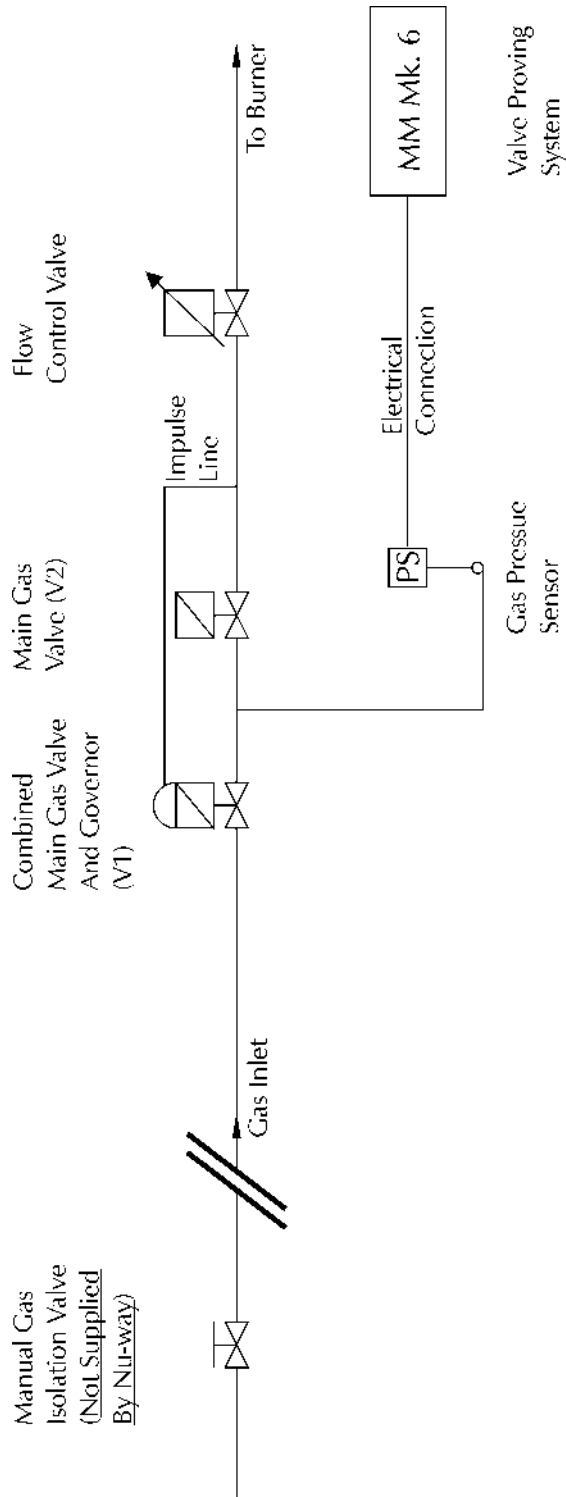 Manual Gas
Isolation Valve
(Not Supplied
By Nu-way)
Gas Inlet
Combined
Main Gas Valve
And Governor
(V1)
Main Gas
Valve (V2)
Impulse
Line
Flow
Control Valve
To Burner
PS
Gas Pressue
Sensor
Electrical
Connection
MM Mk. 6
Valve Proving
System